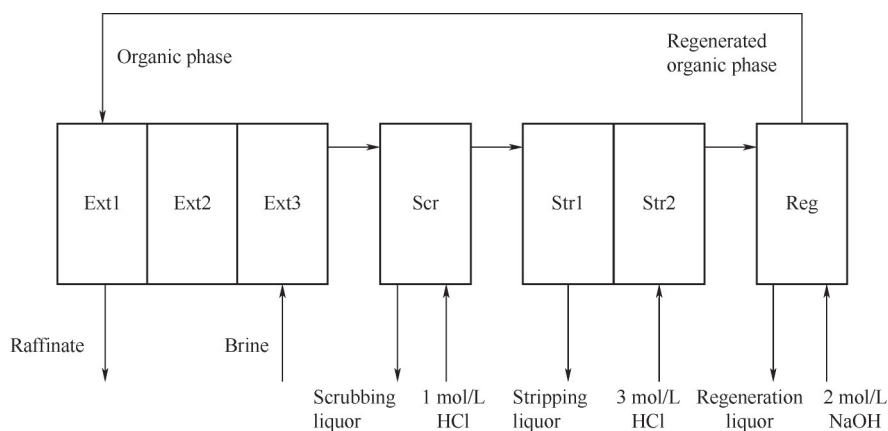 Organic phase
Regenerated
organic phase
Ext1
Ext2
Ext3
Scr
Str1
Str2
Reg
Raffinate
Brine
Scrubbing
liquor
1 mol/L
HCl
Stripping
liquor
3 mol/L
HCl
Regeneration
liquor
2 mol/L
NaOH